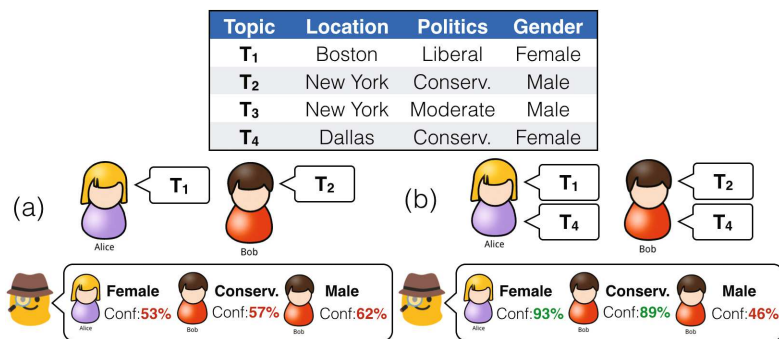 Topic Location Politics Gender
T1 Boston Liberal Female
T2 New York Conserv. Male
T3 New York Moderate Male
T4 Dallas Conserv. Female
(a)
T1
Alice
T2
Bob
Female
Conf:53%
Alice
Conserv.
Conf:57%
Bob
Male
Conf:62%
Bob
(b)
T1
T4
Alice
T2
T4
Bob
Female
Conf:93%
Alice
Conserv.
Conf:89%
Bob
Male
Conf:46%
Bob